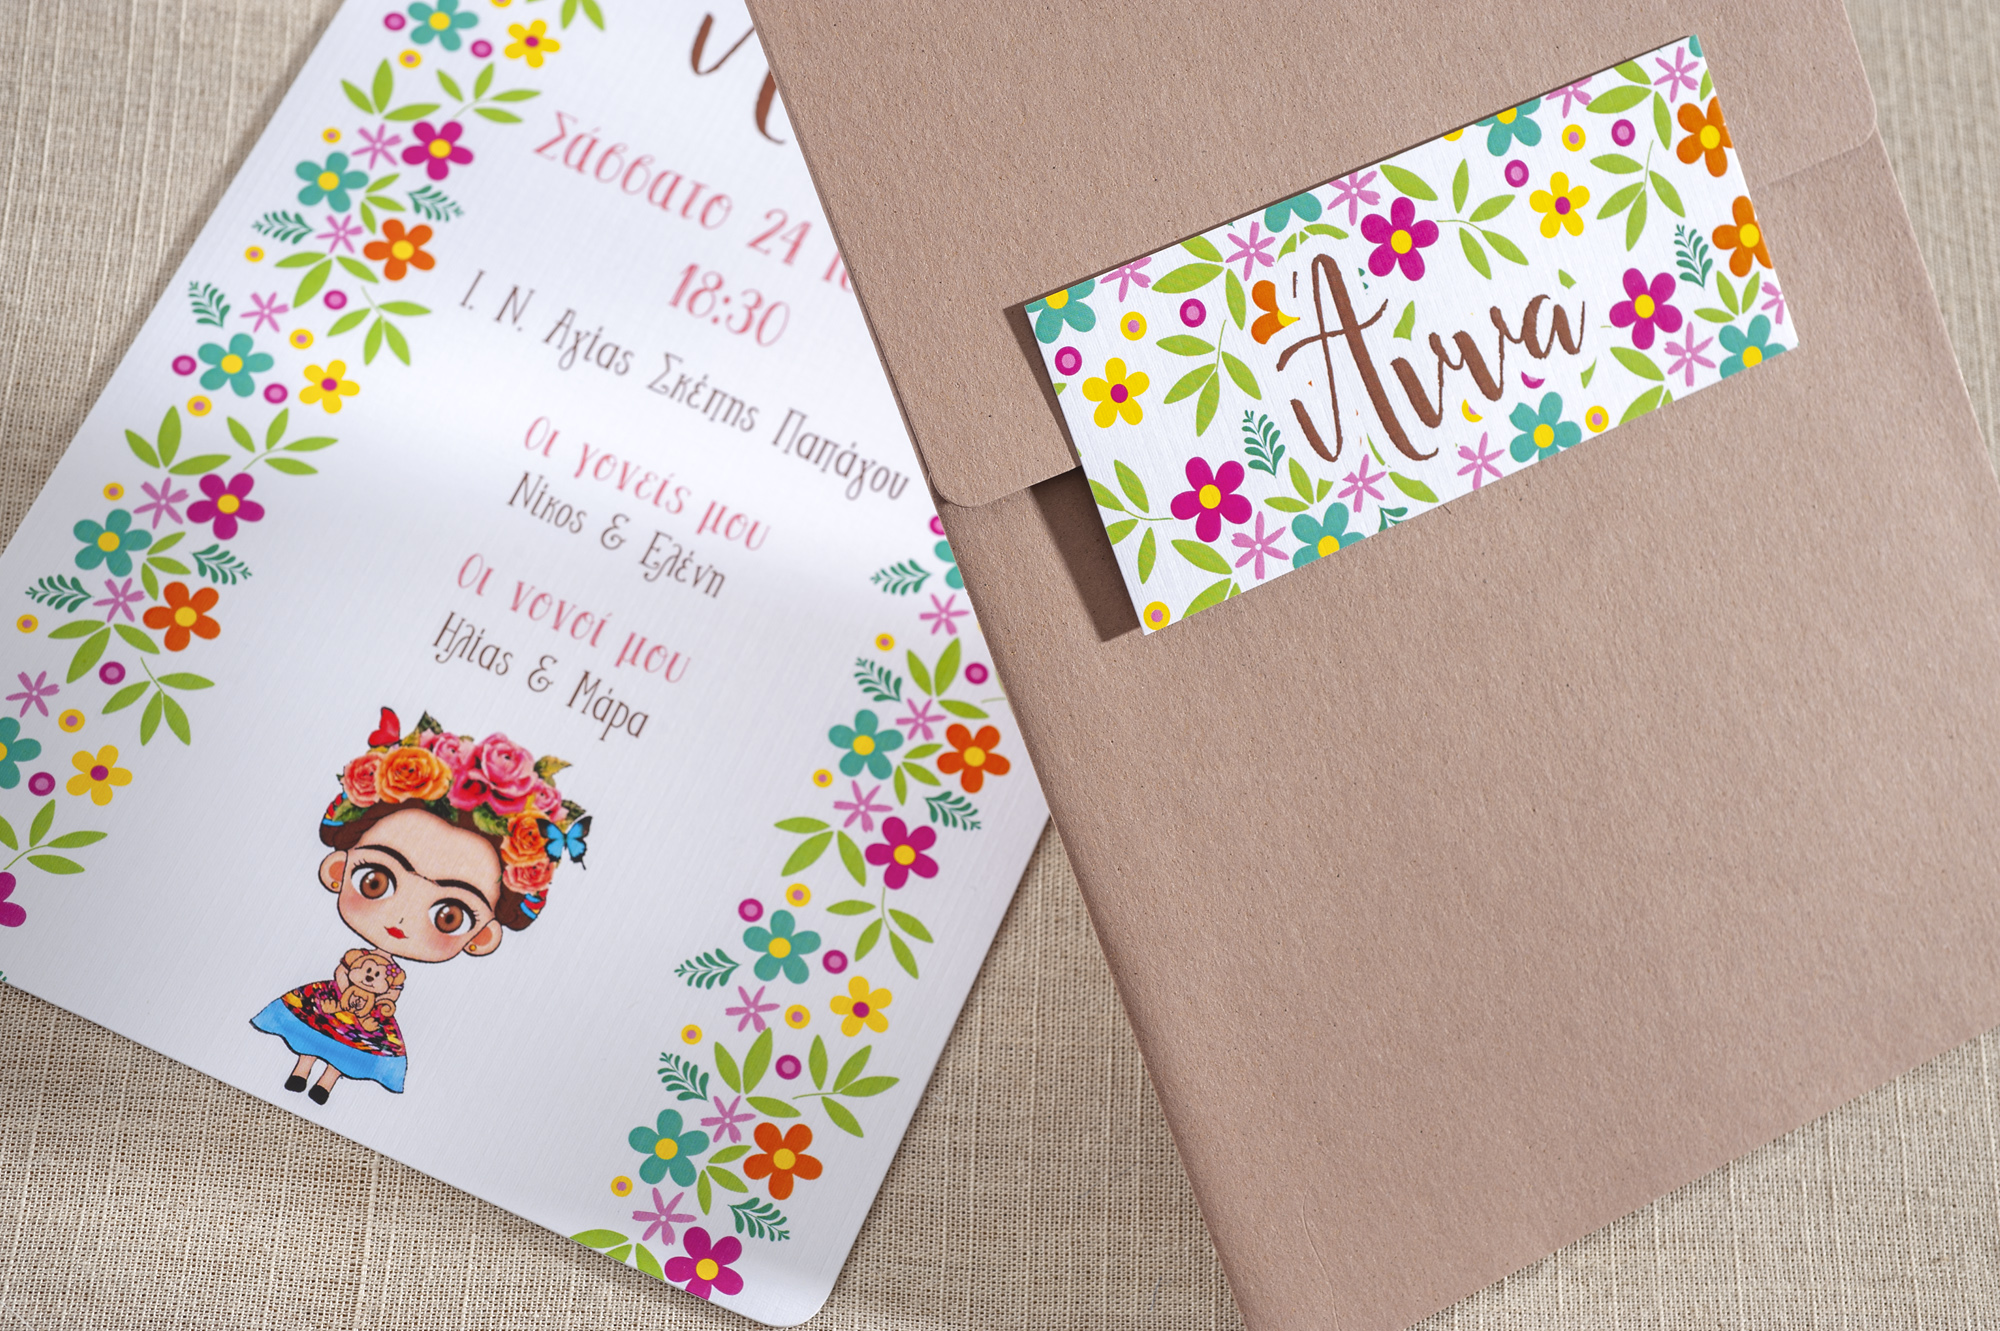 Σάββατο 24
18:30
Ι. Ν. Αγίας Σκέπης Παπάγου
Οι γονείς μου
Νίκος & Ελένη
Οι νονοί μου
Ηλίας & Μάρα
Άννα